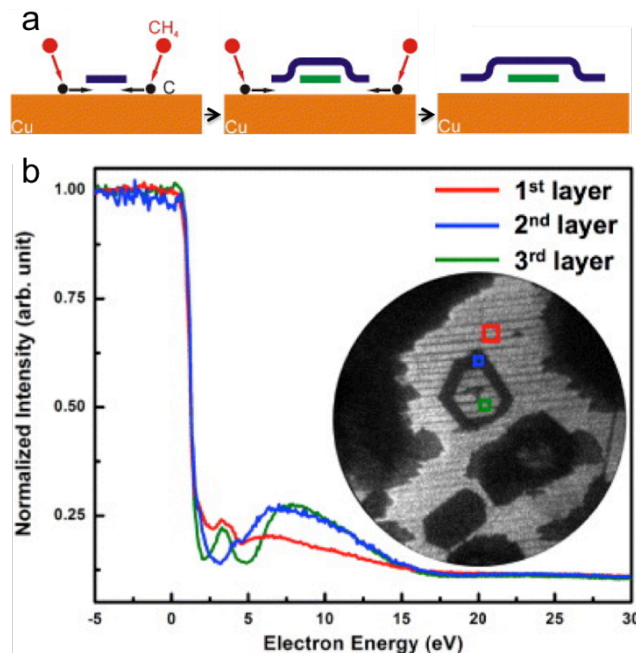 a
CH4
C
Cu
Cu
Cu
b
1st layer
2nd layer
3rd layer
Normalized Intensity (arb. unit)
1.00
0.75
0.50
0.25
-5 0 5 10 15 20 25 30
Electron Energy (eV)